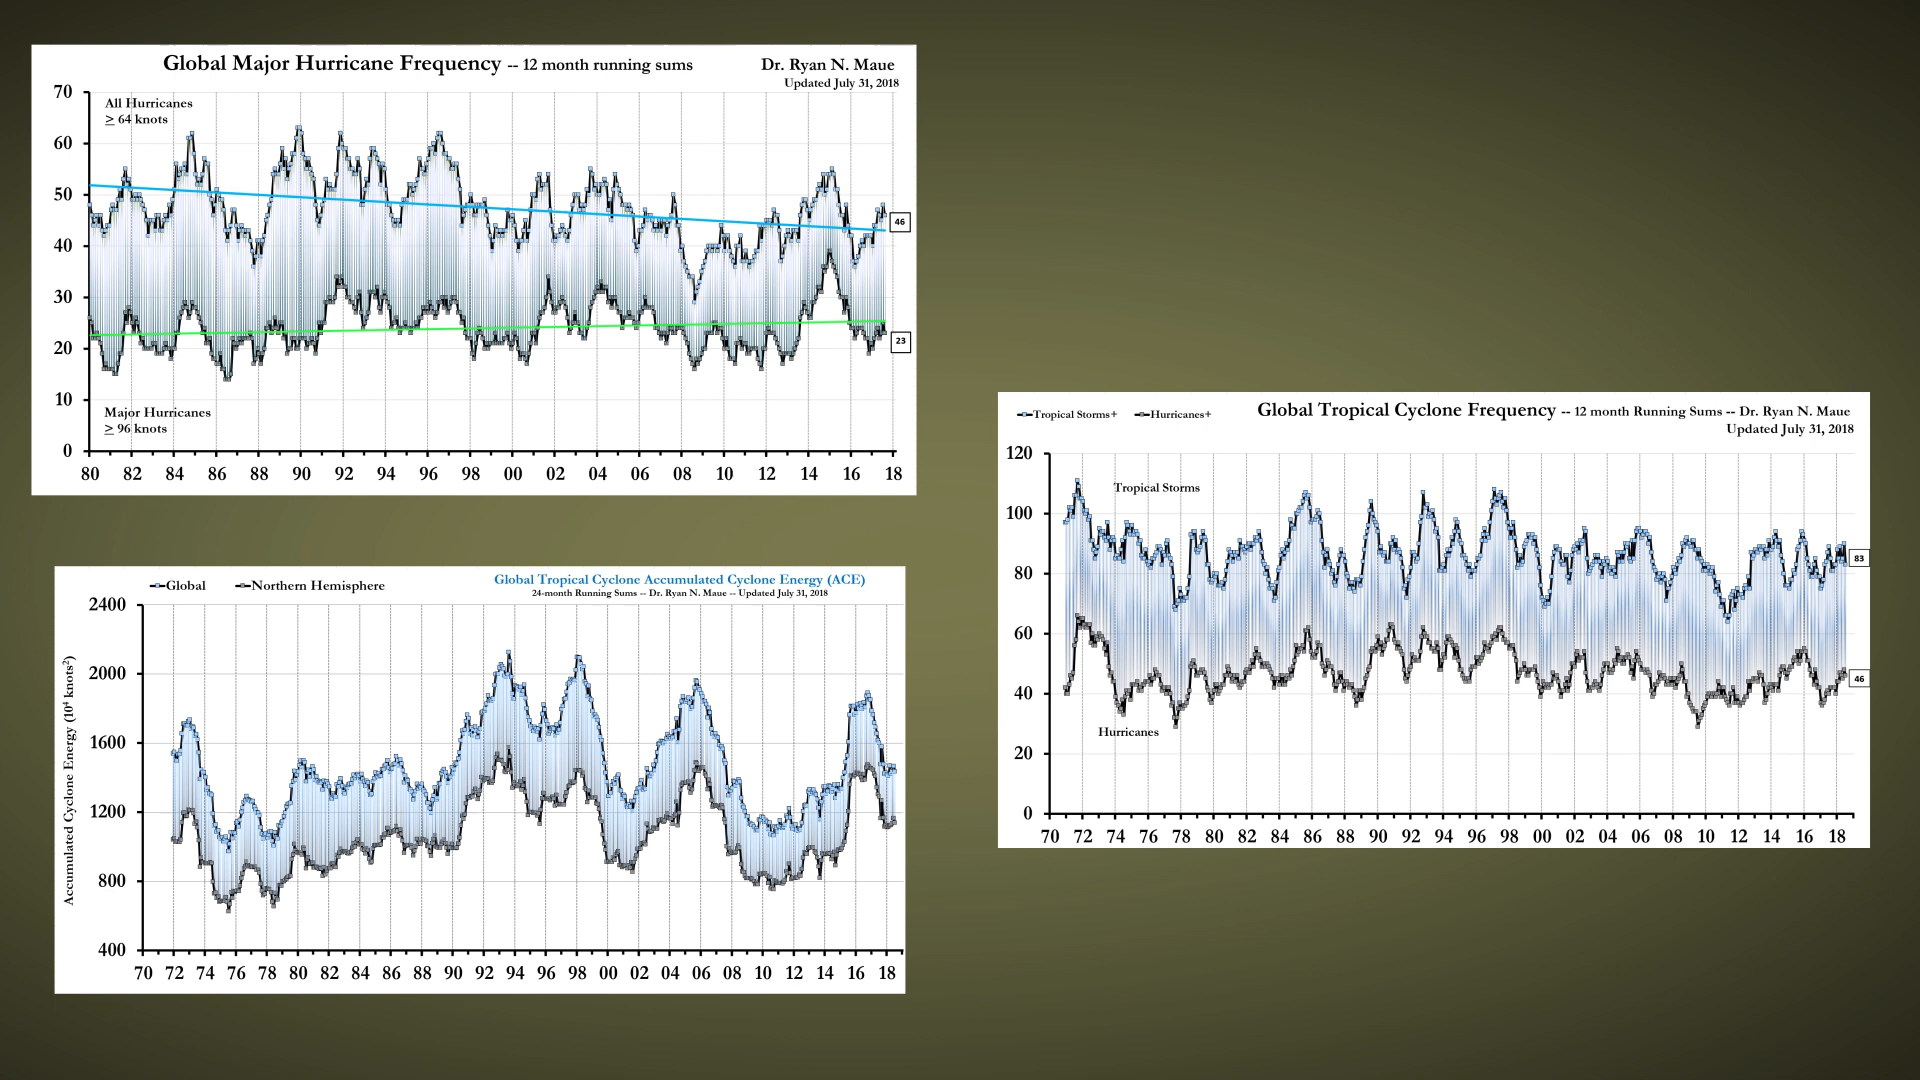 Global Major Hurricane Frequency -- 12 month running sums
Dr. Ryan N. Maue
Updated July 31, 2018
All Hurricanes
≥ 64 knots
70
60
50
40
30
20
10
0
46
23
Major Hurricanes
≥ 96 knots
80 82 84 86 88 90 92 94 96 98 00 02 04 06 08 10 12 14 16 18
Global Northern Hemisphere
Global Tropical Cyclone Accumulated Cyclone Energy (ACE)
24-month Running Sums -- Dr. Ryan N. Maue -- Updated July 31, 2018
Accumulated Cyclone Energy (10⁴ knots²)
2400
2000
1600
1200
800
400
70 72 74 76 78 80 82 84 86 88 90 92 94 96 98 00 02 04 06 08 10 12 14 16 18
Tropical Storms+ Hurricanes+
Global Tropical Cyclone Frequency -- 12 month Running Sums -- Dr. Ryan N. Maue
Updated July 31, 2018
120
100
80
60
40
20
0
Tropical Storms
83
46
Hurricanes
70 72 74 76 78 80 82 84 86 88 90 92 94 96 98 00 02 04 06 08 10 12 14 16 18